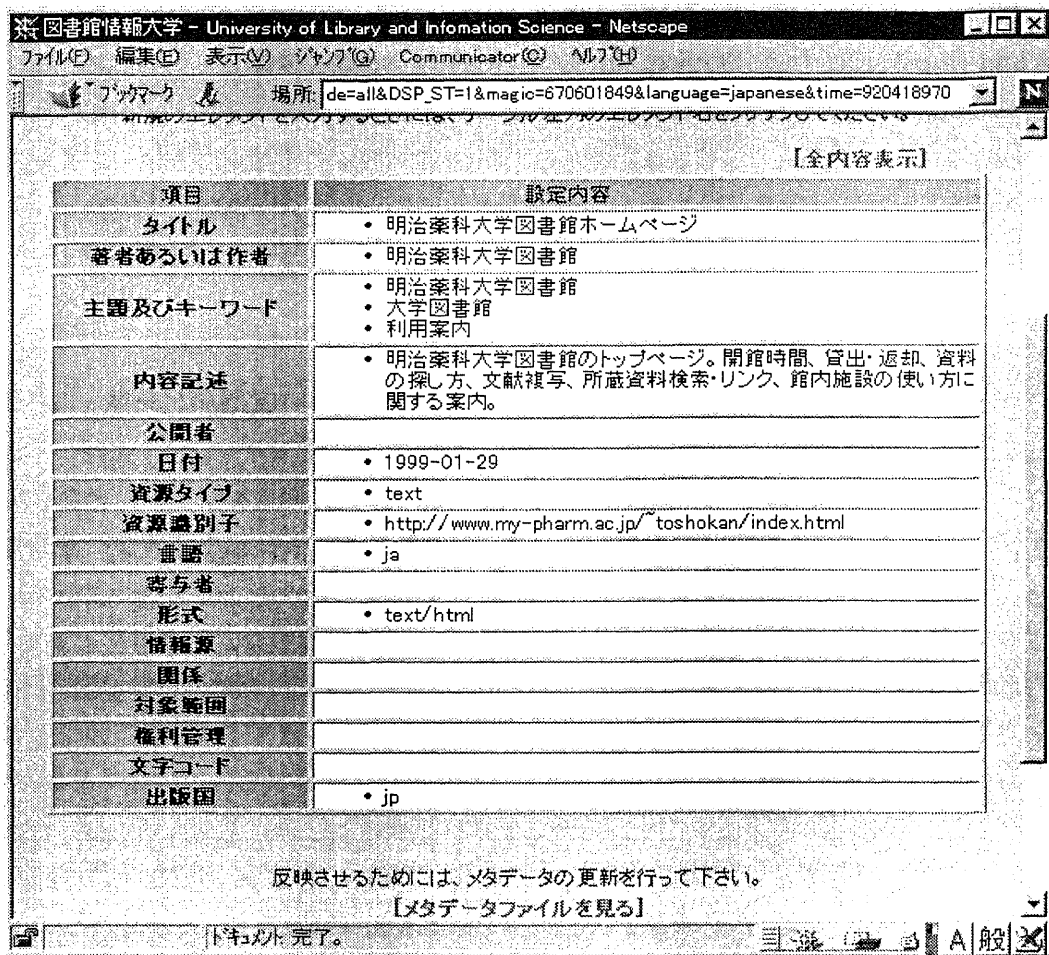 図書館情報大学 - University of Library and Infomation Science - Netscape
ファイル(F) 編集(E) 表示(V) ジャンプ(G) Communicator(C) ヘルプ(H)
ブックマーク 場所: de=all&DSP_ST=1&magic=670601849&language=japanese&time=920418970
[全内容表示]
項目 設定内容
タイトル • 明治薬科大学図書館ホームページ
著者あるいは作者 • 明治薬科大学図書館
主題及びキーワード • 明治薬科大学図書館
• 大学図書館
• 利用案内
内容記述 • 明治薬科大学図書館のトップページ。開館時間、貸出・返却、資料
の探し方、文献複写、所蔵資料検索・リンク、館内施設の使い方に
関する案内。
公開者
日付 • 1999-01-29
資源タイプ • text
資源識別子 • http://www.my-pharm.ac.jp/~toshokan/index.html
言語 • ja
寄与者
形式 • text/html
情報源
関係
対象範囲
権利管理
文字コード
出版国 • jp
反映させるためには、メタデータの更新を行って下さい。
[メタデータファイルを見る]
ドキュメント: 完了。
A 般